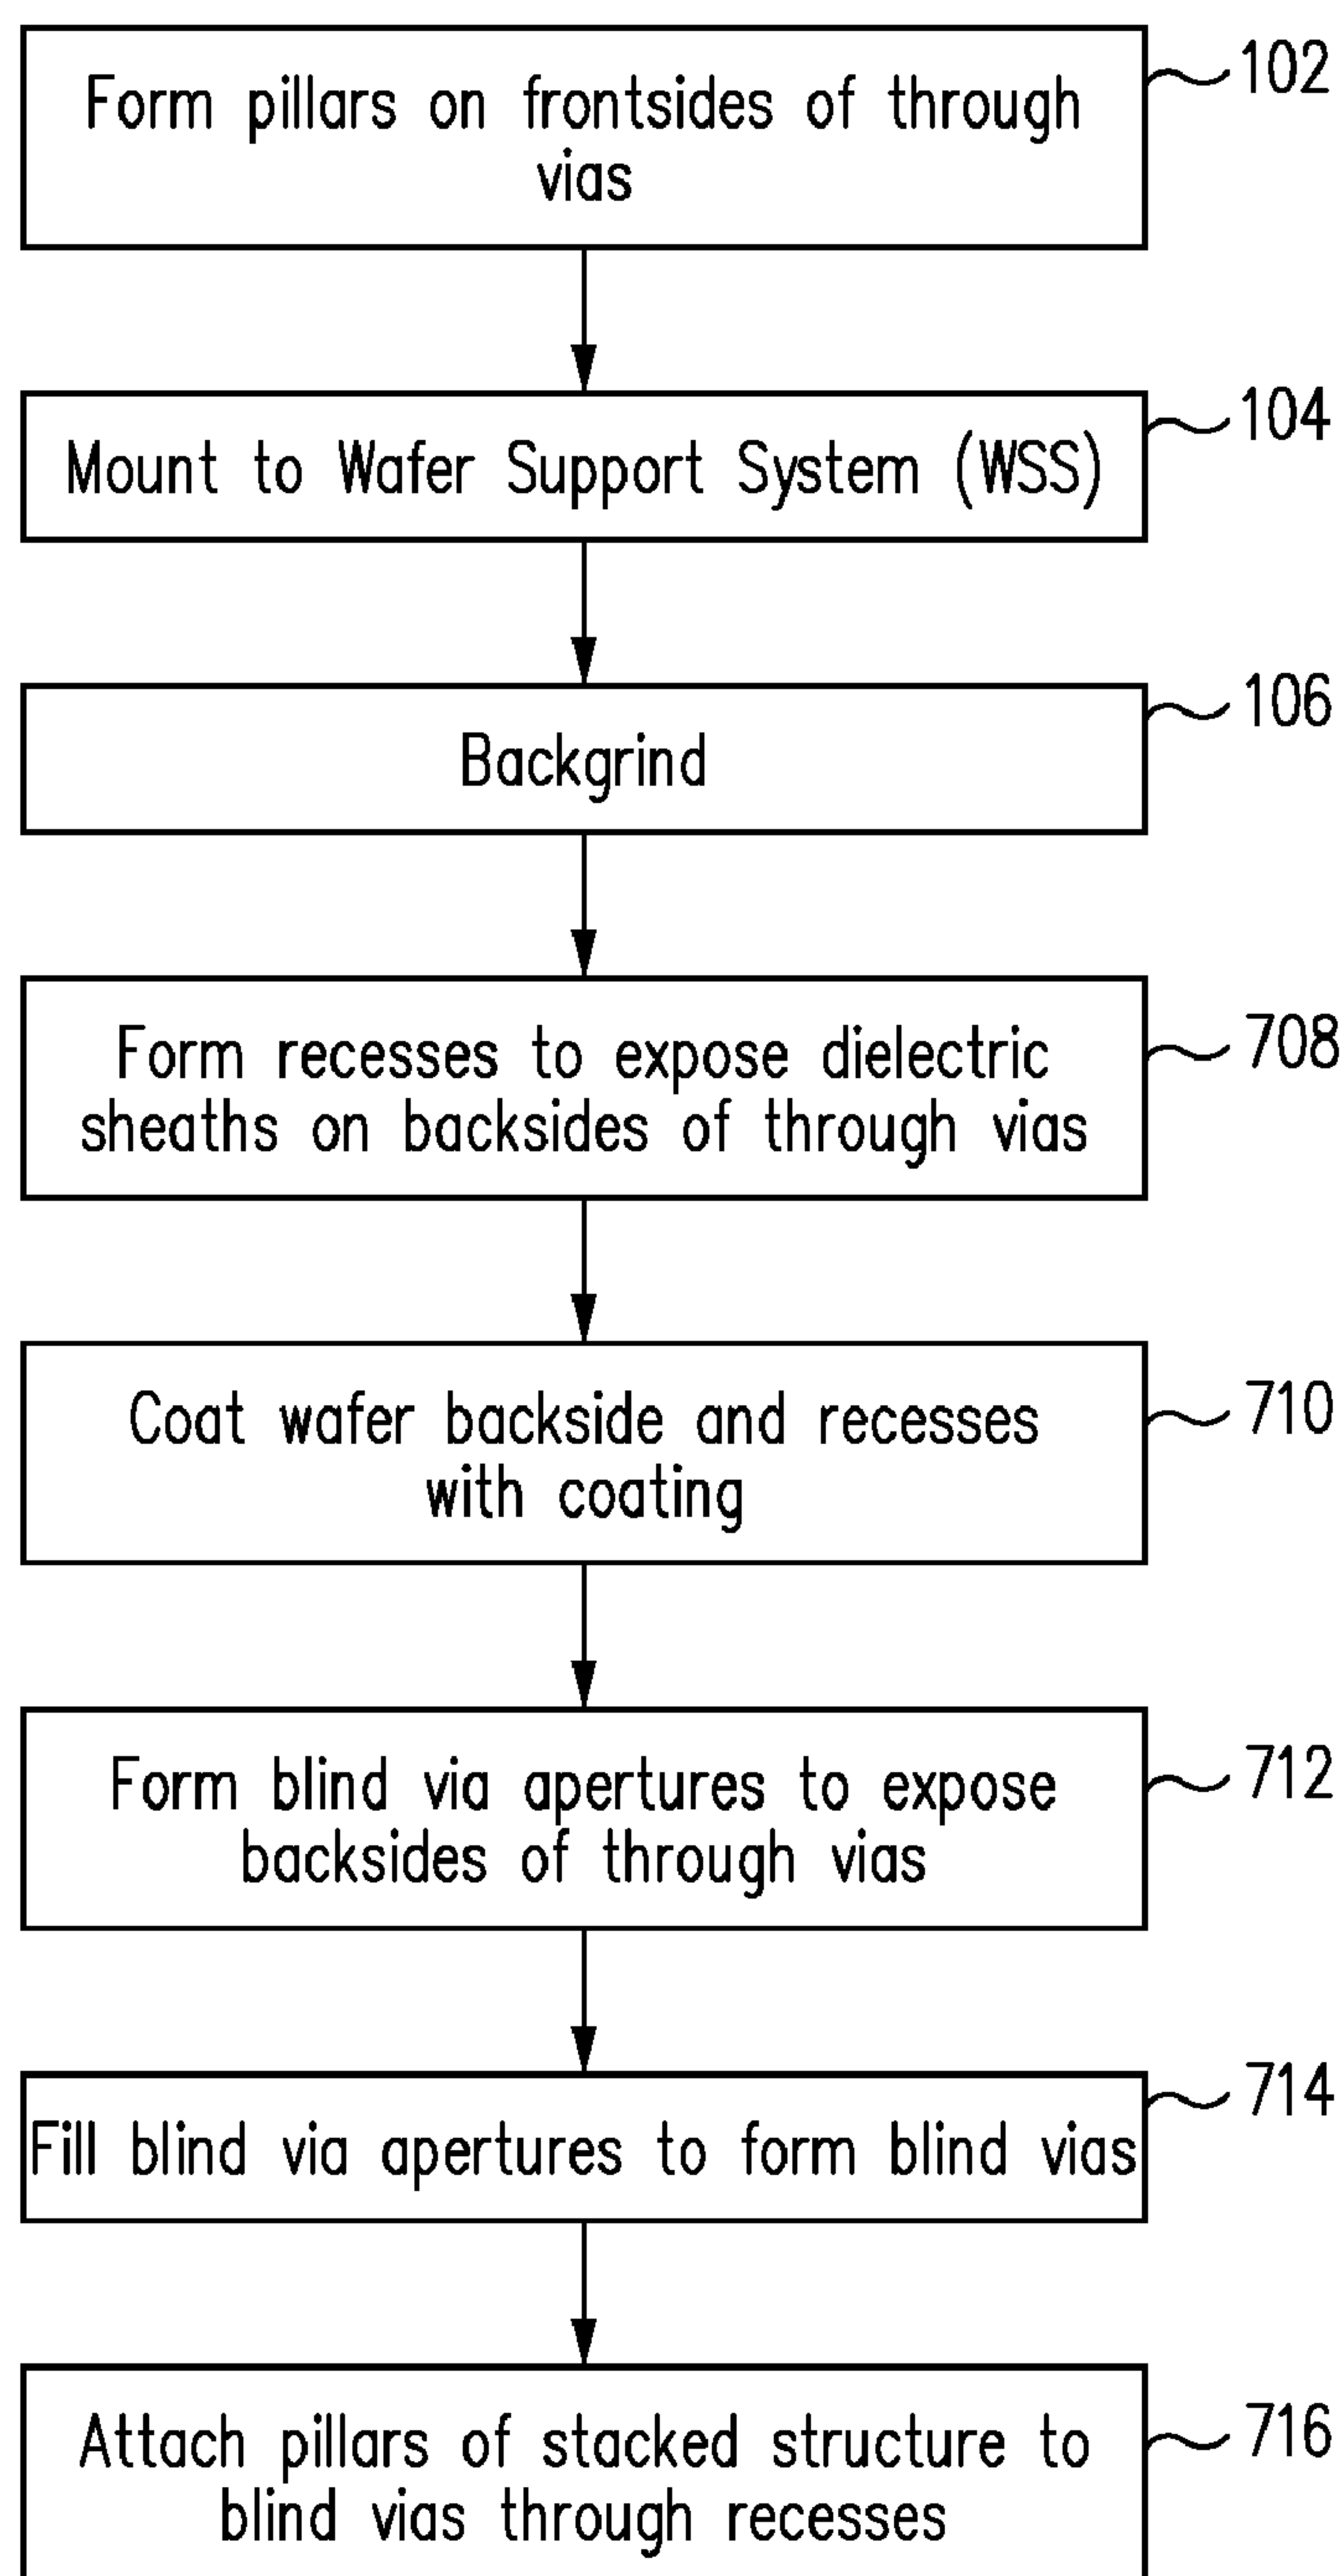 Form pillars on frontsides of through
vias
102
Mount to Wafer Support System (WSS)
104
Backgrind
106
Form recesses to expose dielectric
sheaths on backsides of through vias
708
Coat wafer backside and recesses
with coating
710
Form blind via apertures to expose
backsides of through vias
712
Fill blind via apertures to form blind vias
714
Attach pillars of stacked structure to
blind vias through recesses
716